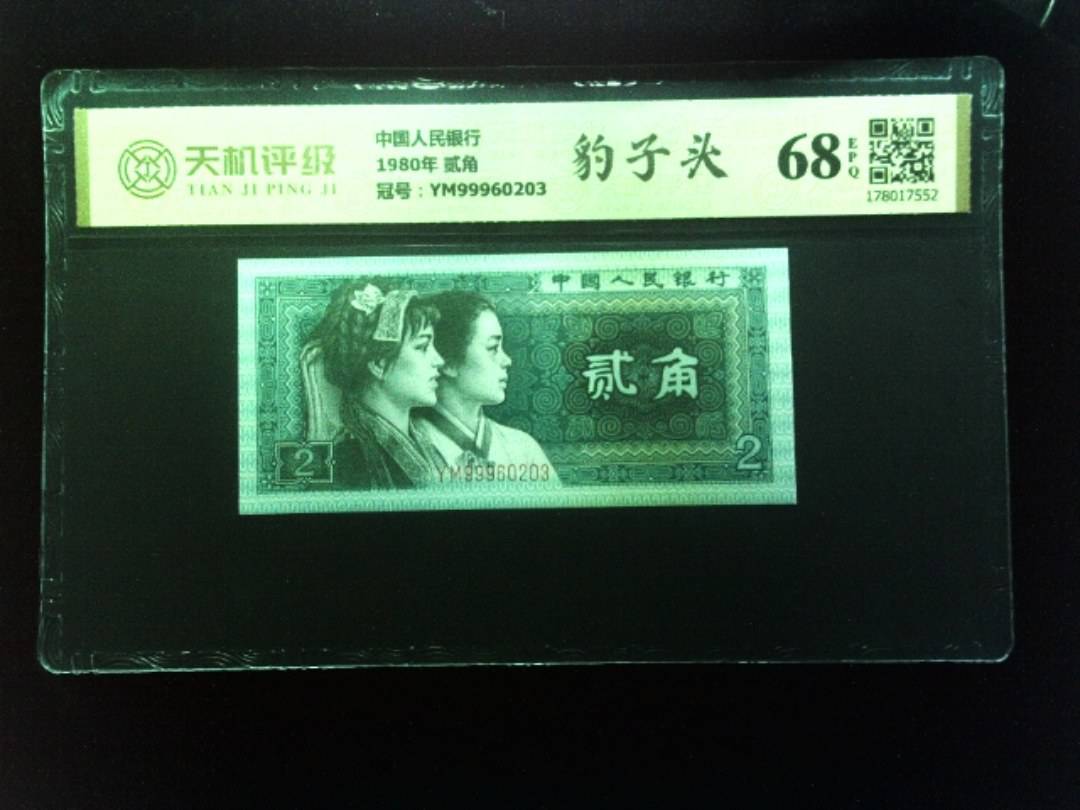 天机评级
TIAN JI PING JI
中国人民银行
1980年 贰角
冠号：YM99960203
豹子头
68
EPQ
178017552
中国人民银行
贰角
2
YM99960203
2